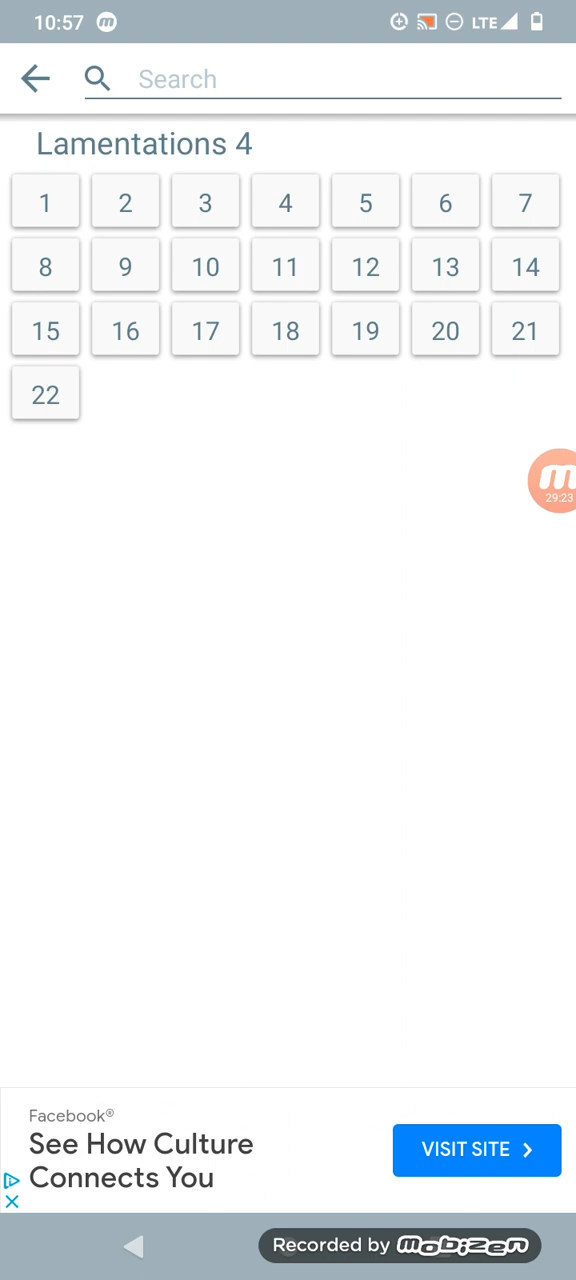 10:57 m LTE
Search
Lamentations 4
1 2 3 4 5 6 7
8 9 10 11 12 13 14
15 16 17 18 19 20 21
22
m
29:23
Facebook®
See How Culture
Connects You
VISIT SITE
Recorded by mobizen